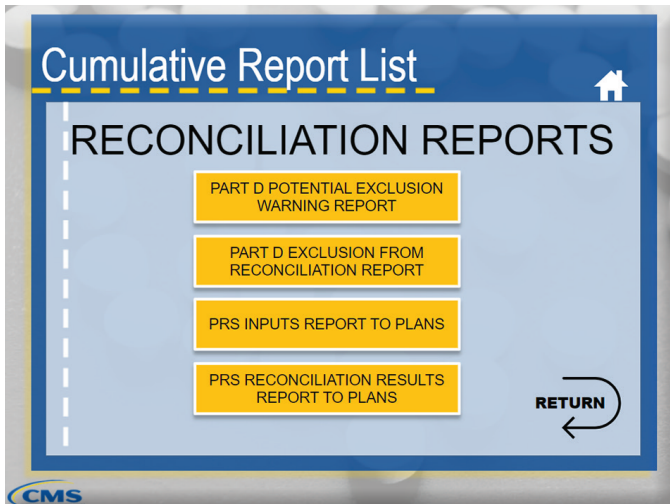 Cumulative Report List
RECONCILIATION REPORTS
PART D POTENTIAL EXCLUSION
WARNING REPORT
PART D EXCLUSION FROM
RECONCILIATION REPORT
PRS INPUTS REPORT TO PLANS
PRS RECONCILIATION RESULTS
REPORT TO PLANS
RETURN
CMS